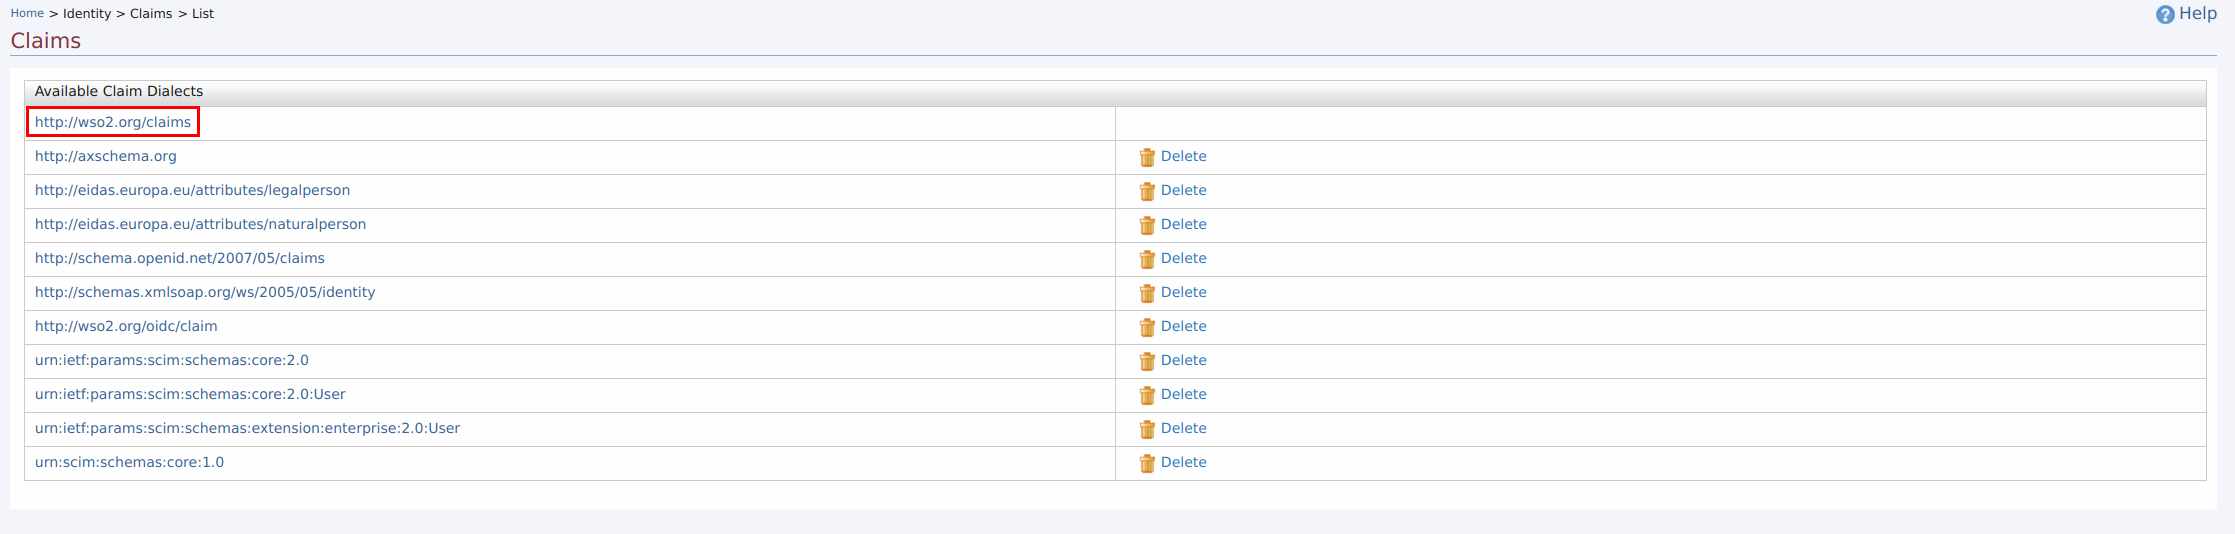 Home > Identity > Claims > List
Help
Claims
Available Claim Dialects
http://wso2.org/claims
http://axschema.org Delete
http://eidas.europa.eu/attributes/legalperson Delete
http://eidas.europa.eu/attributes/naturalperson Delete
http://schema.openid.net/2007/05/claims Delete
http://schemas.xmlsoap.org/ws/2005/05/identity Delete
http://wso2.org/oidc/claim Delete
urn:ietf:params:scim:schemas:core:2.0 Delete
urn:ietf:params:scim:schemas:core:2.0:User Delete
urn:ietf:params:scim:schemas:extension:enterprise:2.0:User Delete
urn:scim:schemas:core:1.0 Delete